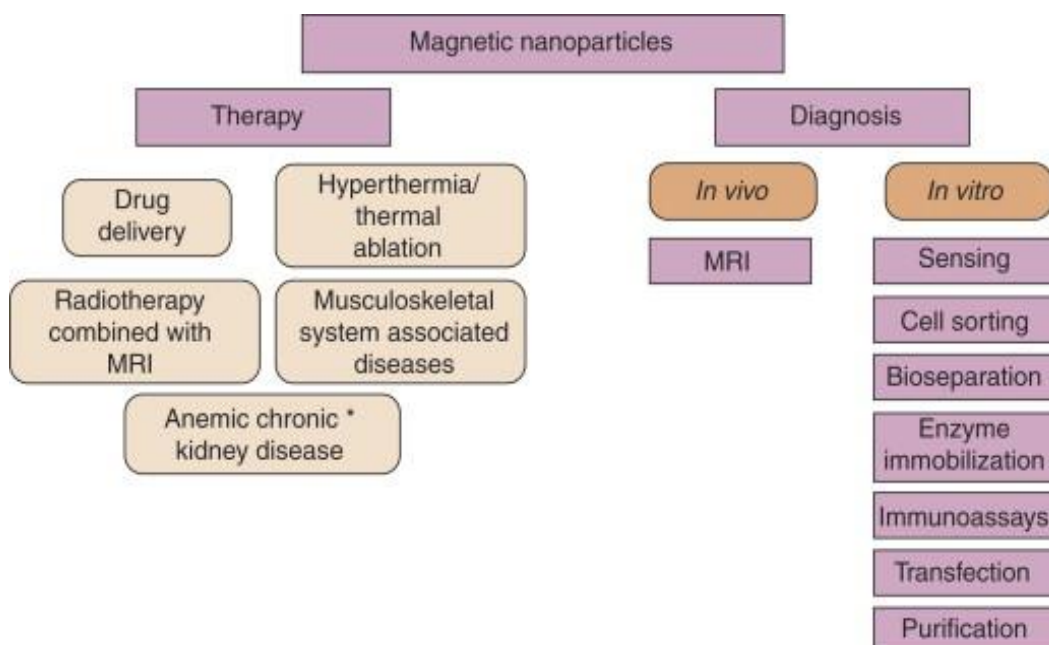 Magnetic nanoparticles
Therapy
Diagnosis
Drug
delivery
Hyperthermia/
thermal
ablation
Radiotherapy
combined with
MRI
Musculoskeletal
system associated
diseases
Anemic chronic *
kidney disease
In vivo
MRI
In vitro
Sensing
Cell sorting
Bioseparation
Enzyme
immobilization
Immunoassays
Transfection
Purification